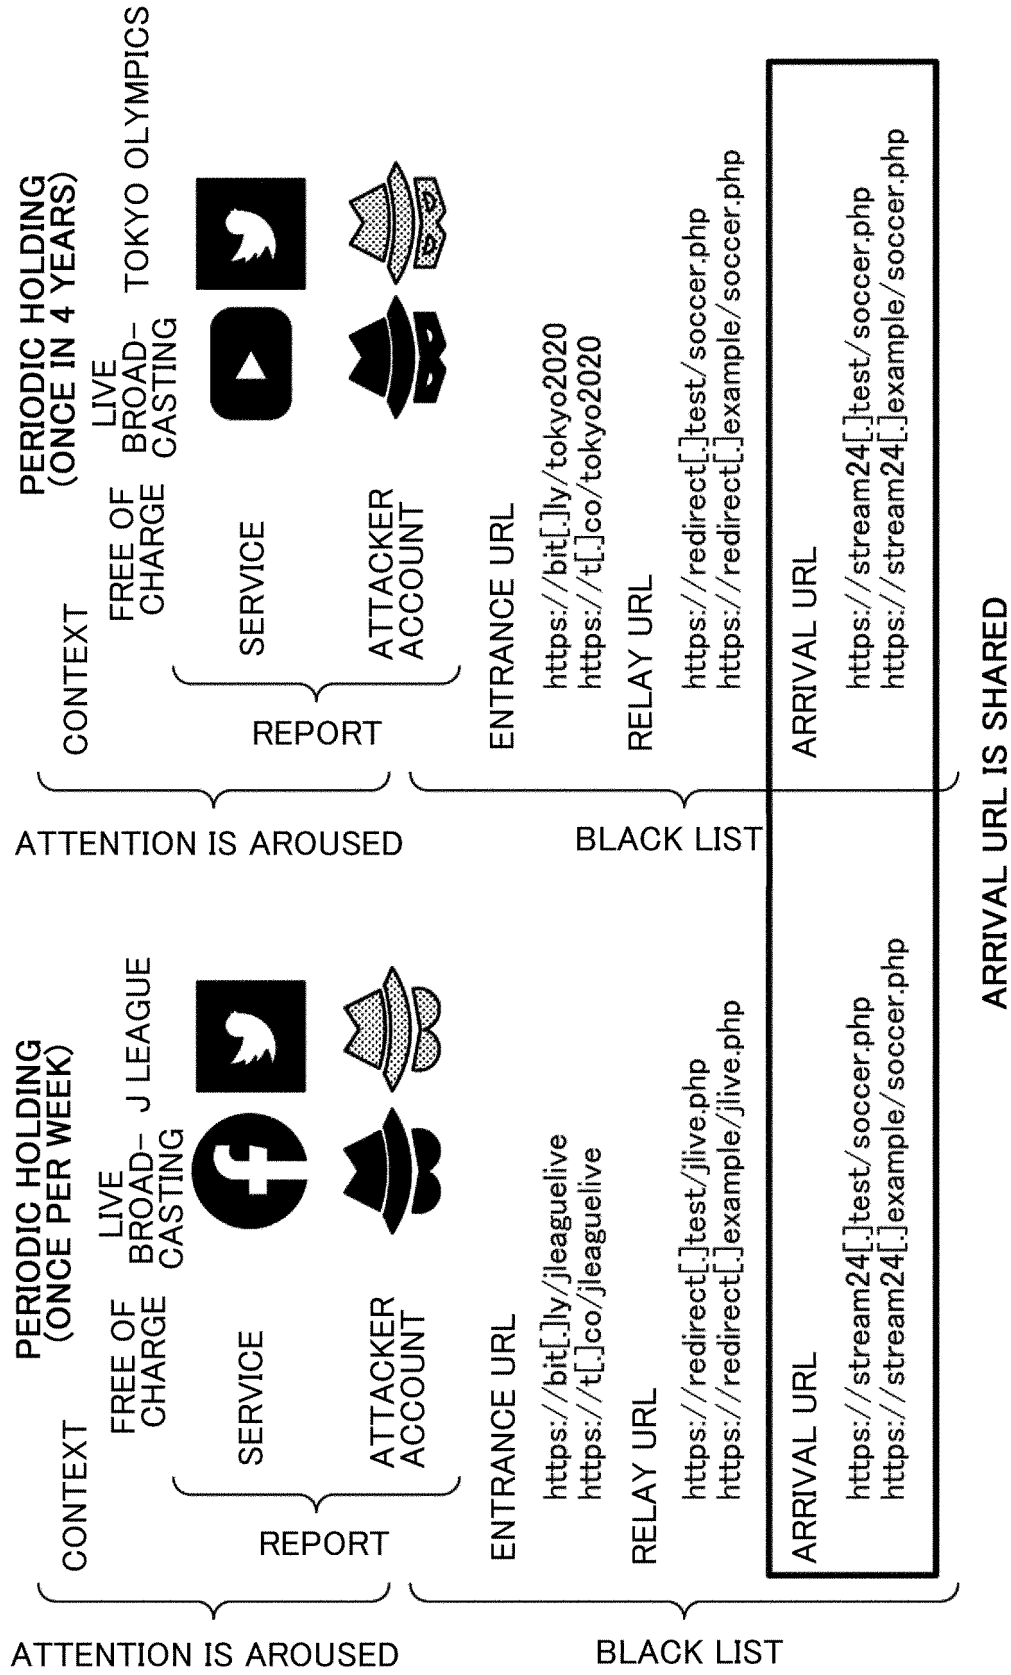 PERIODIC HOLDING
(ONCE PER WEEK)
CONTEXT
FREE OF
CHARGE
LIVE
BROAD-
CASTING
J LEAGUE
SERVICE
ATTACKER
ACCOUNT
REPORT
ATTENTION IS AROUSED
ENTRANCE URL
https://bit[.]ly/jleaguelive
https://t[.]co/jleaguelive
RELAY URL
https://redirect[.]test/jlive.php
https://redirect[.]example/jlive.php
ARRIVAL URL
https://stream24[.]test/soccer.php
https://stream24[.]example/soccer.php
BLACK LIST
PERIODIC HOLDING
(ONCE IN 4 YEARS)
CONTEXT
FREE OF
CHARGE
LIVE
BROAD-
CASTING
TOKYO OLYMPICS
SERVICE
ATTACKER
ACCOUNT
REPORT
ATTENTION IS AROUSED
ENTRANCE URL
https://bit[.]ly/tokyo2020
https://t[.]co/tokyo2020
RELAY URL
https://redirect[.]test/soccer.php
https://redirect[.]example/soccer.php
ARRIVAL URL
https://stream24[.]test/soccer.php
https://stream24[.]example/soccer.php
BLACK LIST
ARRIVAL URL IS SHARED